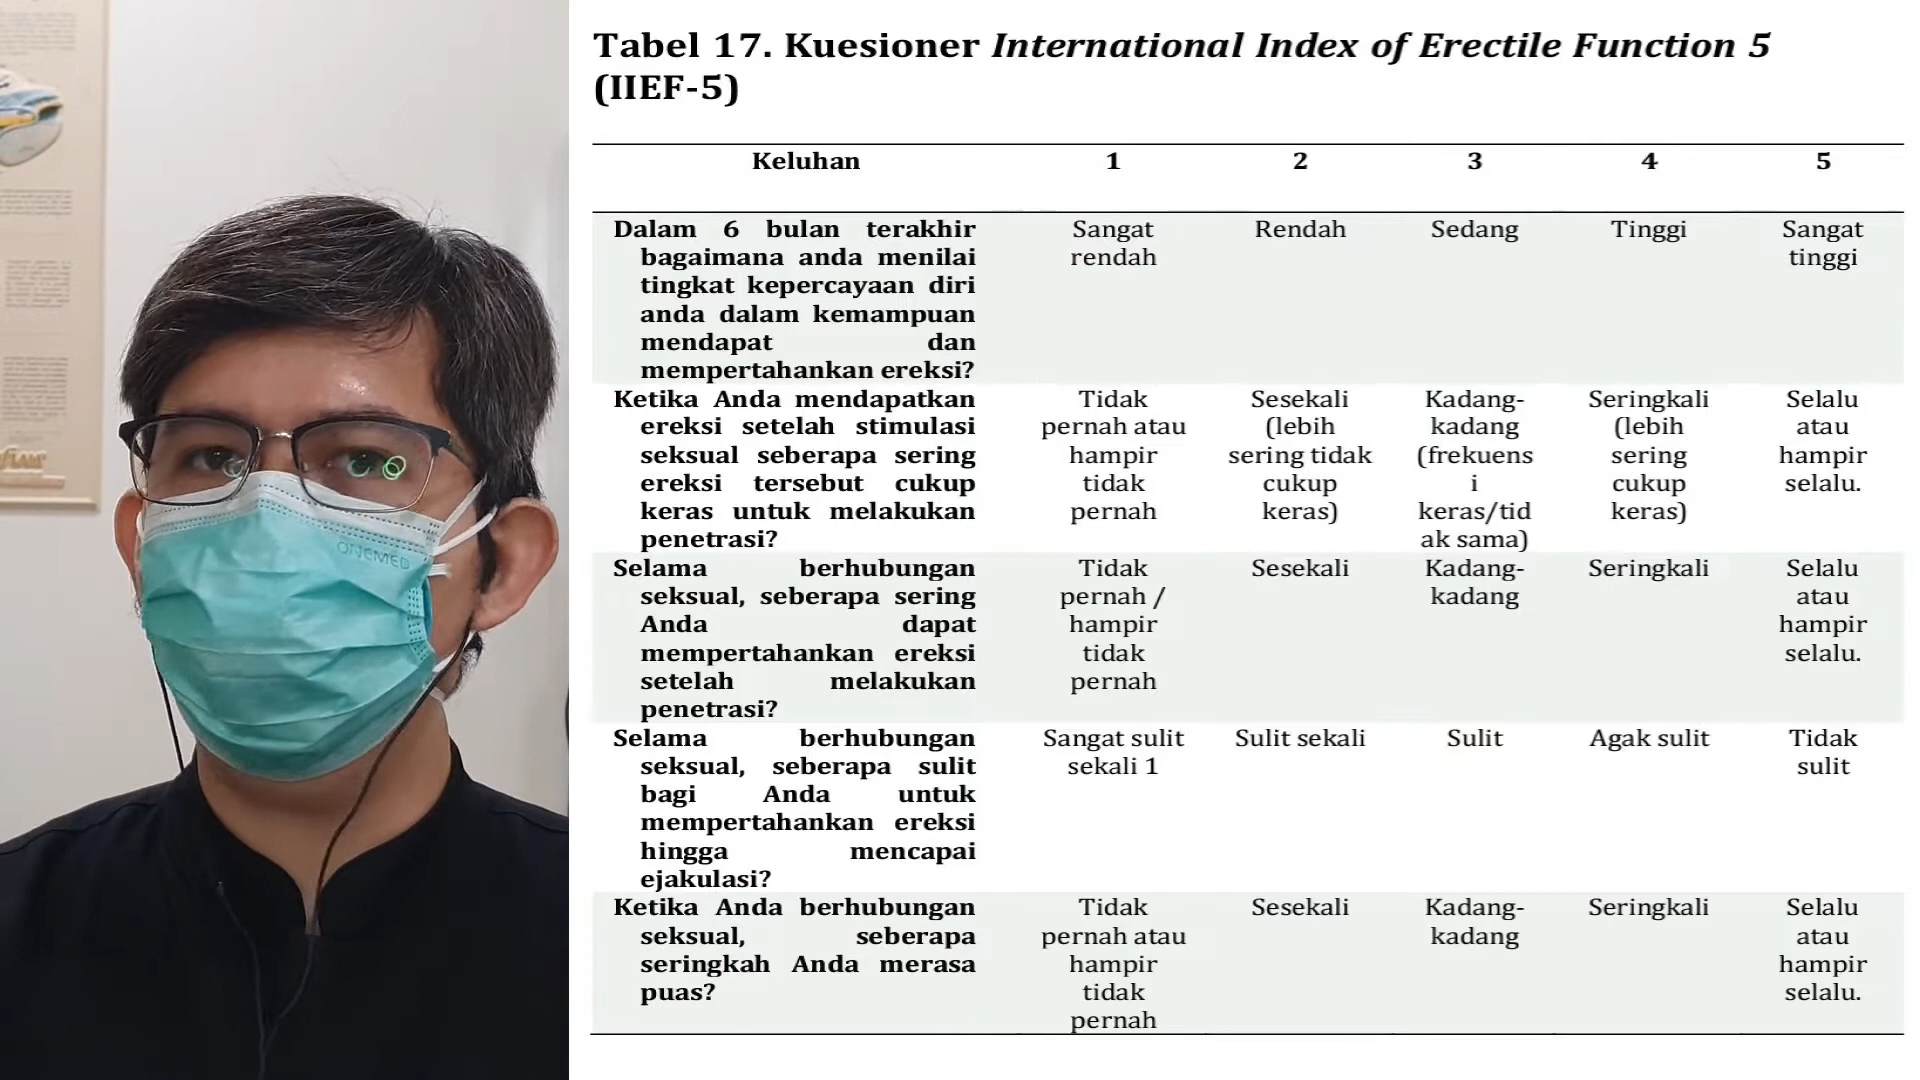 Tabel 17. Kuesioner International Index of Erectile Function 5
(IIEF-5)
Keluhan 1 2 3 4 5
Dalam 6 bulan terakhir
bagaimana anda menilai
tingkat kepercayaan diri
anda dalam kemampuan
mendapat dan
mempertahankan ereksi?
Sangat
rendah
Rendah
Sedang
Tinggi
Sangat
tinggi
Ketika Anda mendapatkan
ereksi setelah stimulasi
seksual seberapa sering
ereksi tersebut cukup
keras untuk melakukan
penetrasi?
Tidak
pernah atau
hampir
tidak
pernah
Sesekali
(lebih
sering tidak
cukup
keras)
Kadang-
kadang
(frekuens
i
keras/tid
ak sama)
Seringkali
(lebih
sering
cukup
keras)
Selalu
atau
hampir
selalu.
Selama berhubungan
seksual, seberapa sering
Anda dapat
mempertahankan ereksi
setelah melakukan
penetrasi?
Tidak
pernah /
hampir
tidak
pernah
Sesekali
Kadang-
kadang
Seringkali
Selalu
atau
hampir
selalu.
Selama berhubungan
seksual, seberapa sulit
bagi Anda untuk
mempertahankan ereksi
hingga mencapai
ejakulasi?
Sangat sulit
sekali 1
Sulit sekali
Sulit
Agak sulit
Tidak
sulit
Ketika Anda berhubungan
seksual, seberapa
seringkah Anda merasa
puas?
Tidak
pernah atau
hampir
tidak
pernah
Sesekali
Kadang-
kadang
Seringkali
Selalu
atau
hampir
selalu.
ONEMED